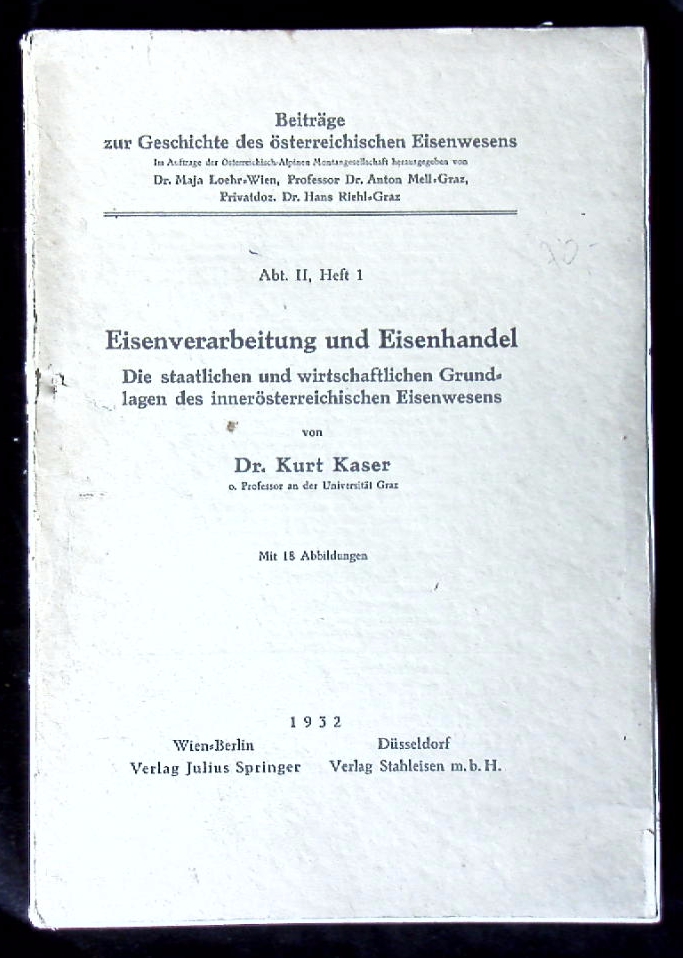 Beiträge
zur Geschichte des österreichischen Eisenwesens
Im Auftrage der Österreichisch-Alpinen Montangesellschaft herausgegeben von
Dr. Maja Loehr-Wien, Professor Dr. Anton Mell-Graz,
Privatdoz. Dr. Hans Riehl-Graz
Abt. II, Heft 1
Eisenverarbeitung und Eisenhandel
Die staatlichen und wirtschaftlichen Grund-
lagen des innerösterreichischen Eisenwesens
von
Dr. Kurt Kaser
o. Professor an der Universität Graz
Mit 18 Abbildungen
1932
Wien-Berlin
Verlag Julius Springer
Düsseldorf
Verlag Stahleisen m.b.H.